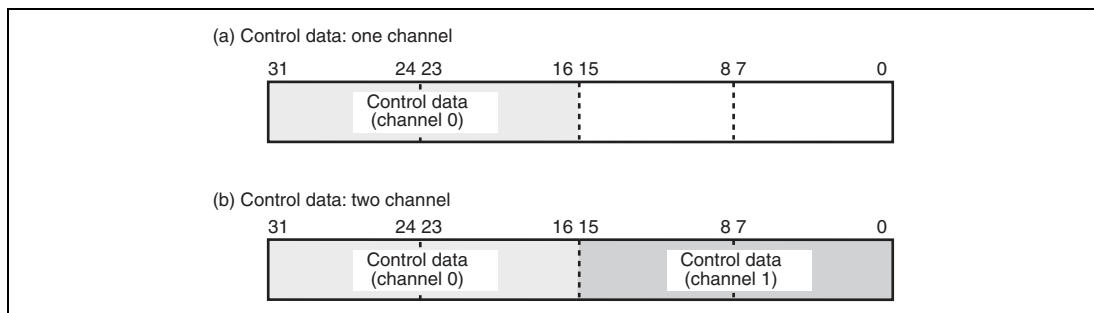 (a) Control data: one channel
31 24 23 16 15 8 7 0
Control data
(channel 0)
(b) Control data: two channel
31 24 23 16 15 8 7 0
Control data Control data
(channel 0) (channel 1)